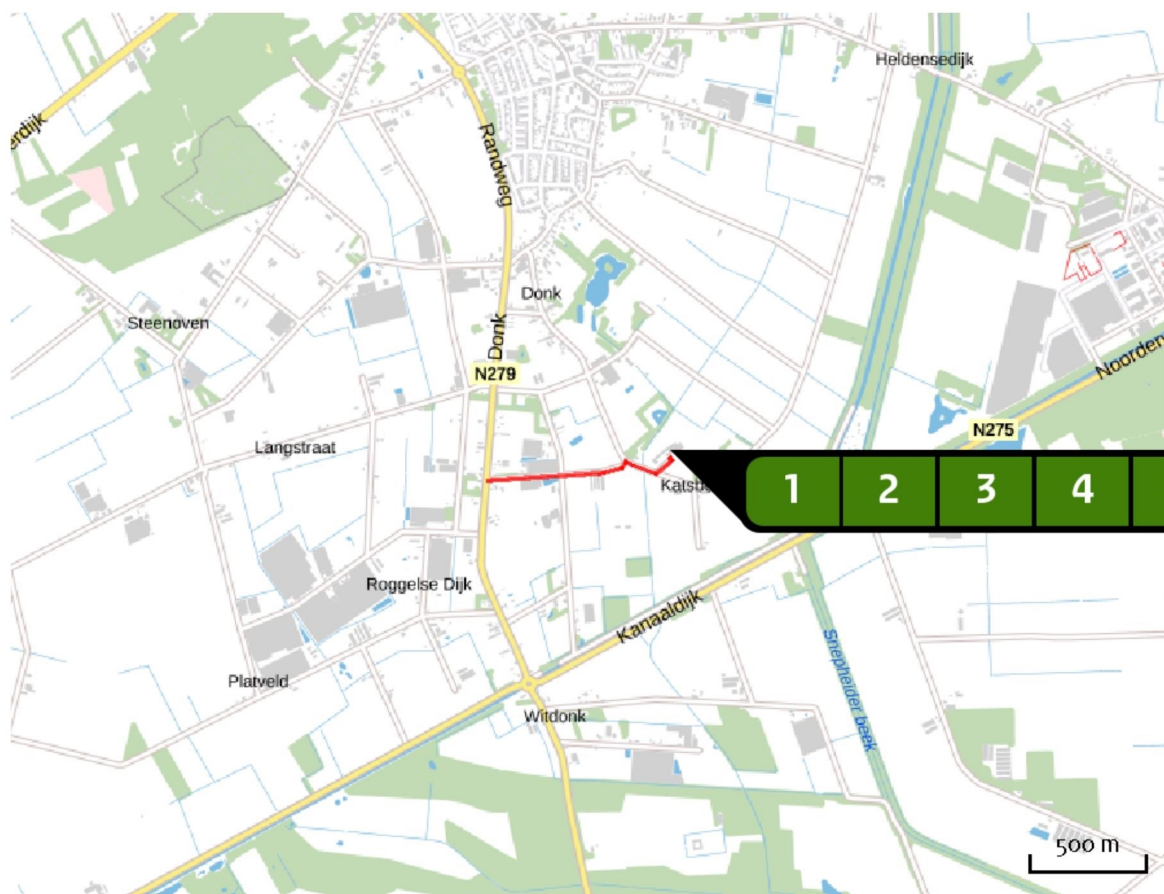 Heldensedijk
erdijk
Randweg
Donk
Steenoven
Donk
N279
Noorden
N275
Langstraat
Katsb
1 2 3 4
Roggelse Dijk
Kanaaldijk
Snepheider beek
Platveld
Witdonk
500 m